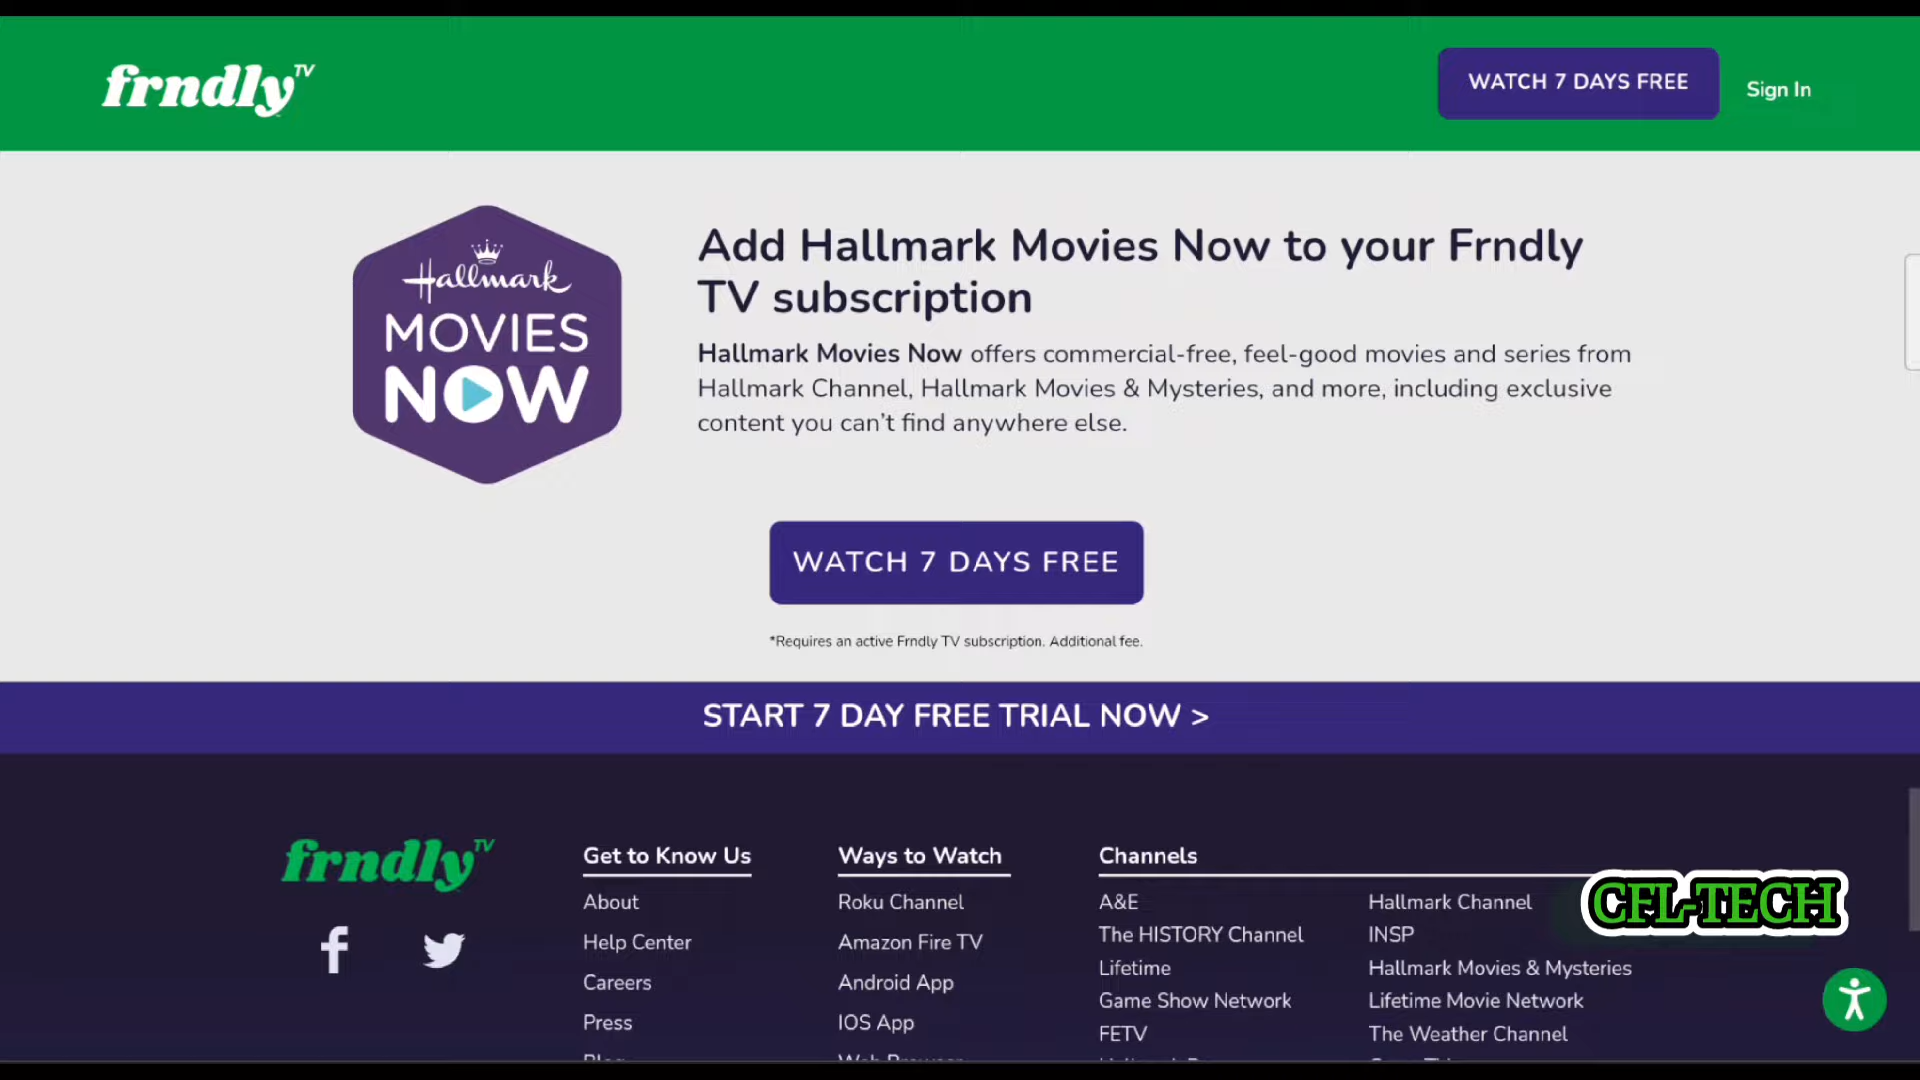 frndly TV
WATCH 7 DAYS FREE
Sign In
Hallmark
MOVIES
NOW
Add Hallmark Movies Now to your Frndly
TV subscription
Hallmark Movies Now offers commercial-free, feel-good movies and series from
Hallmark Channel, Hallmark Movies & Mysteries, and more, including exclusive
content you can’t find anywhere else.
WATCH 7 DAYS FREE
*Requires an active Frndly TV subscription. Additional fee.
START 7 DAY FREE TRIAL NOW >
frndly TV
Get to Know Us
About
Help Center
Careers
Press
Ways to Watch
Roku Channel
Amazon Fire TV
Android App
IOS App
Web Browser
Channels
A&E
The HISTORY Channel
Lifetime
Game Show Network
FETV
Hallmark Channel
INSP
Hallmark Movies & Mysteries
Lifetime Movie Network
The Weather Channel
CFL-TECH